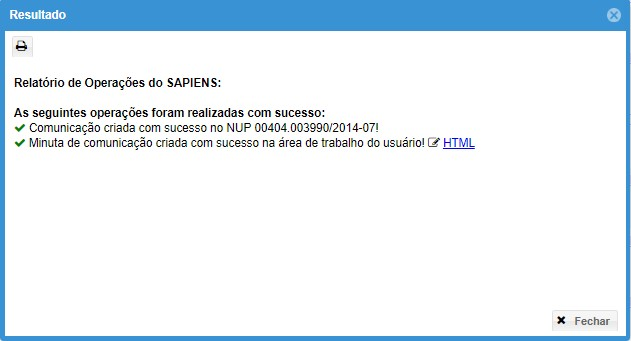 Resultado
Relatório de Operações do SAPIENS:
As seguintes operações foram realizadas com sucesso:
Comunicação criada com sucesso no NUP 00404.003990/2014-07!
Minuta de comunicação criada com sucesso na área de trabalho do usuário! HTML
Fechar